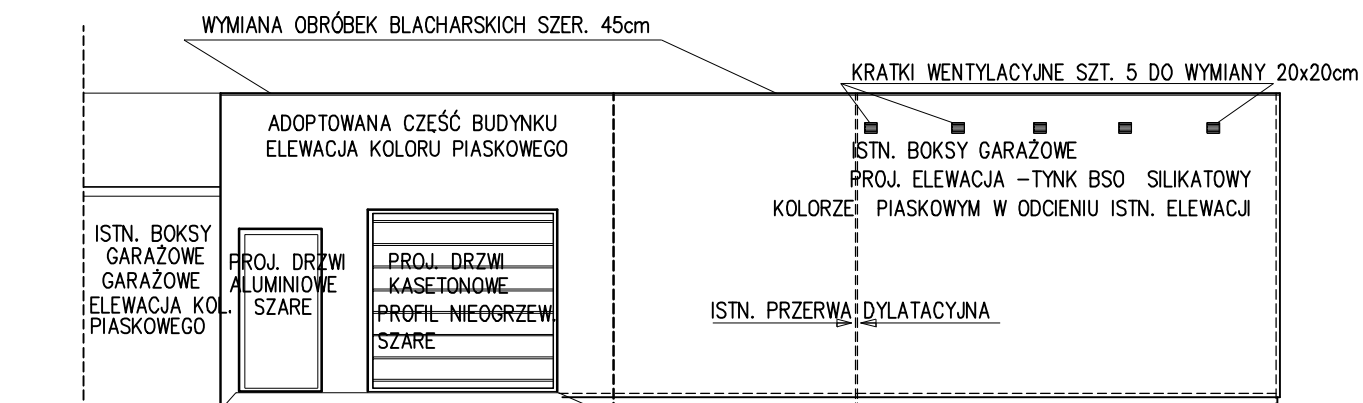 WYMIANA OBRÓBEK BLACHARSKICH SZER. 45cm
KRATKI WENTYLACYJNE SZT. 5 DO WYMIANY 20x20cm
ADOPTOWANA CZĘŚĆ BUDYNKU
ELEWACJA KOLORU PIASKOWEGO
ISTN. BOKSY GARAŻOWE
PROJ. ELEWACJA -TYNK BSO SILIKATOWY
KOLORZE PIASKOWYM W ODCIENIU ISTN. ELEWACJI
ISTN. BOKSY
GARAŻOWE
GARAŻOWE
ELEWACJA KOL.
PIASKOWEGO
PROJ. DRZWI
ALUMINIOWE
SZARE
PROJ. DRZWI
KASETONOWE
PROFIL NIEOGRZEW.
SZARE
ISTN. PRZERWA DYLATACYJNA